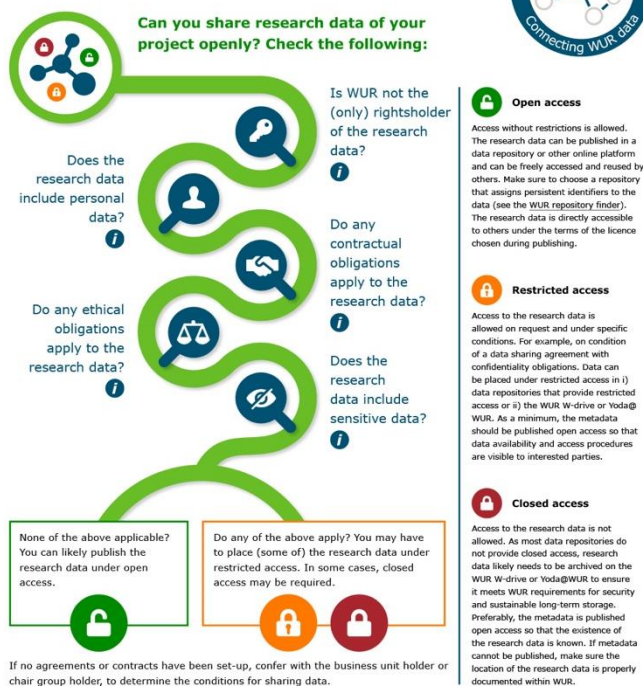 Can you share research data of your
project openly? Check the following:
Connecting WUR data
Is WUR not the
(only) rightsholder
of the research
data?
i
Does the
research data
include personal
data?
i
Do any
contractual
obligations
apply to the
research data?
i
Do any ethical
obligations
apply to the
research data?
i
Does the
research
data include
sensitive data?
i
None of the above applicable?
You can likely publish the
research data under open
access.
Do any of the above apply? You may have
to place (some of) the research data under
restricted access. In some cases, closed
access may be required.
If no agreements or contracts have been set-up, confer with the business unit holder or
chair group holder, to determine the conditions for sharing data.
Open access
Access without restrictions is allowed.
The research data can be published in a
data repository or other online platform
and can be freely accessed and reused by
others. Make sure to choose a repository
that assigns persistent identifiers to the
data (see the WUR repository finder).
The research data is directly accessible
to others under the terms of the licence
chosen during publishing.
Restricted access
Access to the research data is
allowed on request and under specific
conditions. For example, on condition
of a data sharing agreement with
confidentiality obligations. Data can
be placed under restricted access in i)
data repositories that provide restricted
access or ii) the WUR W-drive or Yoda@
WUR. As a minimum, the metadata
should be published open access so that
data availability and access procedures
are visible to interested parties.
Closed access
Access to the research data is not
allowed. As most data repositories do
not provide closed access, research
data likely needs to be archived on the
WUR W-drive or Yoda@WUR to ensure
it meets WUR requirements for security
and sustainable long-term storage.
Preferably, the metadata is published
open access so that the existence of
the research data is known. If metadata
cannot be published, make sure the
location of the research data is properly
documented within WUR.